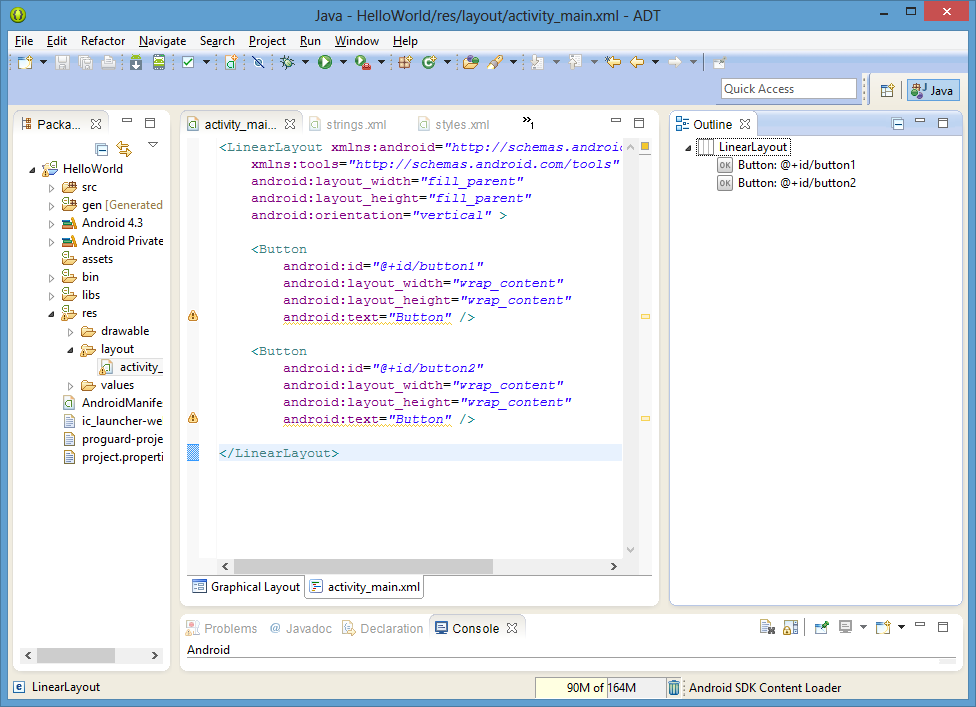 Java - HelloWorld/res/layout/activity_main.xml - ADT
File Edit Refactor Navigate Search Project Run Window Help
Quick Access
Java
Packa...
HelloWorld
src
gen [Generated
Android 4.3
Android Private
assets
bin
libs
res
drawable
layout
activity_
values
AndroidManife
ic_launcher-we
proguard-proje
project.properti
activity_mai... strings.xml styles.xml »1
<LinearLayout xmlns:android="http://schemas.androi
xmlns:tools="http://schemas.android.com/tools"
android:layout_width="fill_parent"
android:layout_height="fill_parent"
android:orientation="vertical" >
<Button
android:id="@+id/button1"
android:layout_width="wrap_content"
android:layout_height="wrap_content"
android:text="Button" />
<Button
android:id="@+id/button2"
android:layout_width="wrap_content"
android:layout_height="wrap_content"
android:text="Button" />
</LinearLayout>
Graphical Layout activity_main.xml
Outline
LinearLayout
OK Button: @+id/button1
OK Button: @+id/button2
Problems @ Javadoc Declaration Console
Android
LinearLayout
90M of 164M
Android SDK Content Loader